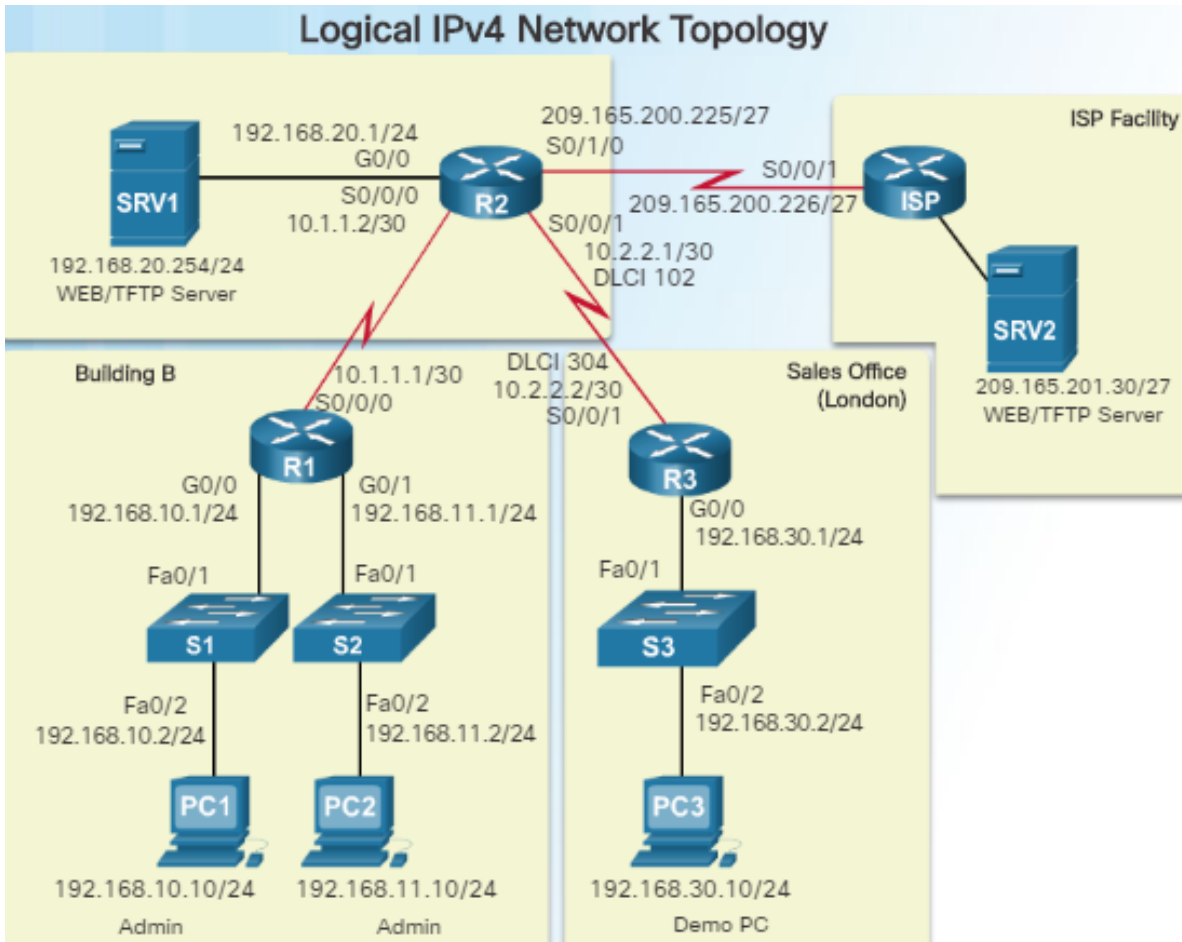 Logical IPv4 Network Topology
209.165.200.225/27
ISP Facility
192.168.20.1/24
G0/0
S0/1/0
S0/0/1
SRV1
S0/0/0
R2
ISP
10.1.1.2/30
209.165.200.226/27
S0/0/1
10.2.2.1/30
DLCI 102
192.168.20.254/24
WEB/TFTP Server
SRV2
209.165.201.30/27
WEB/TFTP Server
Building B
10.1.1.1/30
S0/0/0
R1
G0/0
192.168.10.1/24
G0/1
192.168.11.1/24
Fa0/1
Fa0/1
S1
S2
Fa0/2
192.168.10.2/24
Fa0/2
192.168.11.2/24
PC1
PC2
192.168.10.10/24
Admin
192.168.11.10/24
Admin
DLCI 304
10.2.2.2/30
S0/0/1
Sales Office
(London)
R3
G0/0
192.168.30.1/24
Fa0/1
S3
Fa0/2
192.168.30.2/24
PC3
192.168.30.10/24
Demo PC